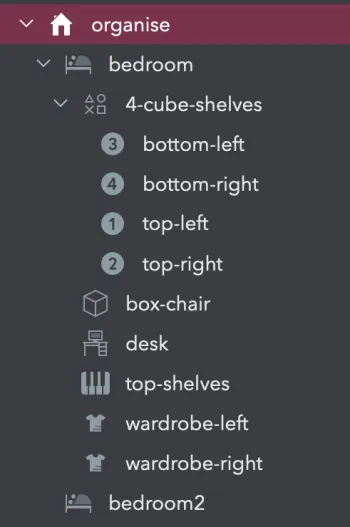 organise
bedroom
4-cube-shelves
3 bottom-left
4 bottom-right
1 top-left
2 top-right
box-chair
desk
top-shelves
wardrobe-left
wardrobe-right
bedroom2